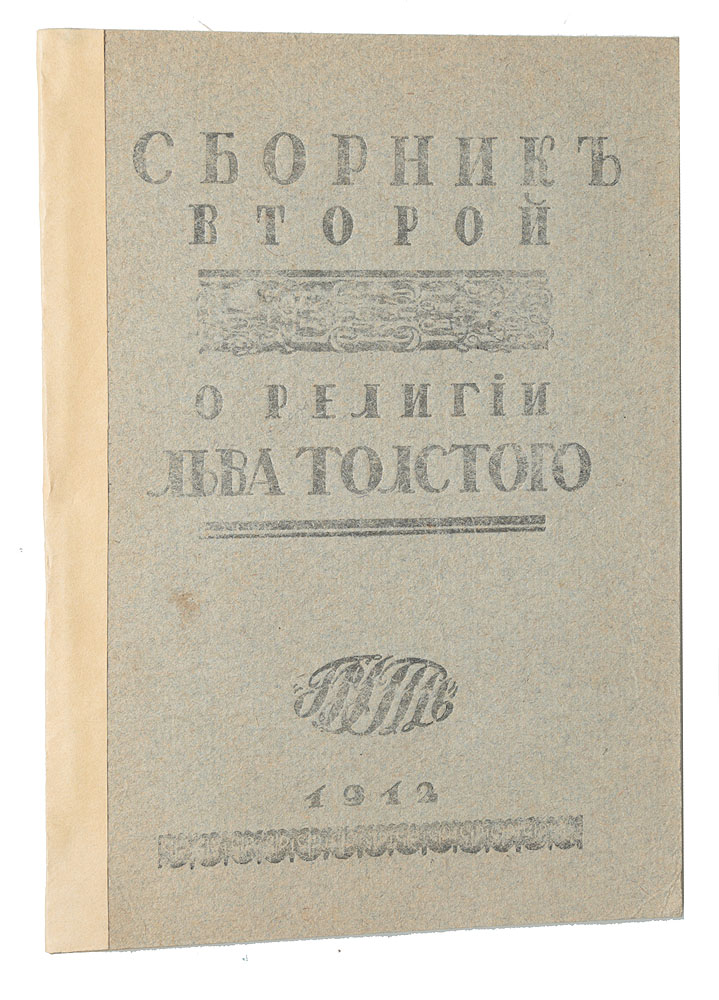 СБОРНИКЪ
ВТОРОЙ
О РЕЛИГІИ
ЛЬВА ТОЛСТОГО
1912